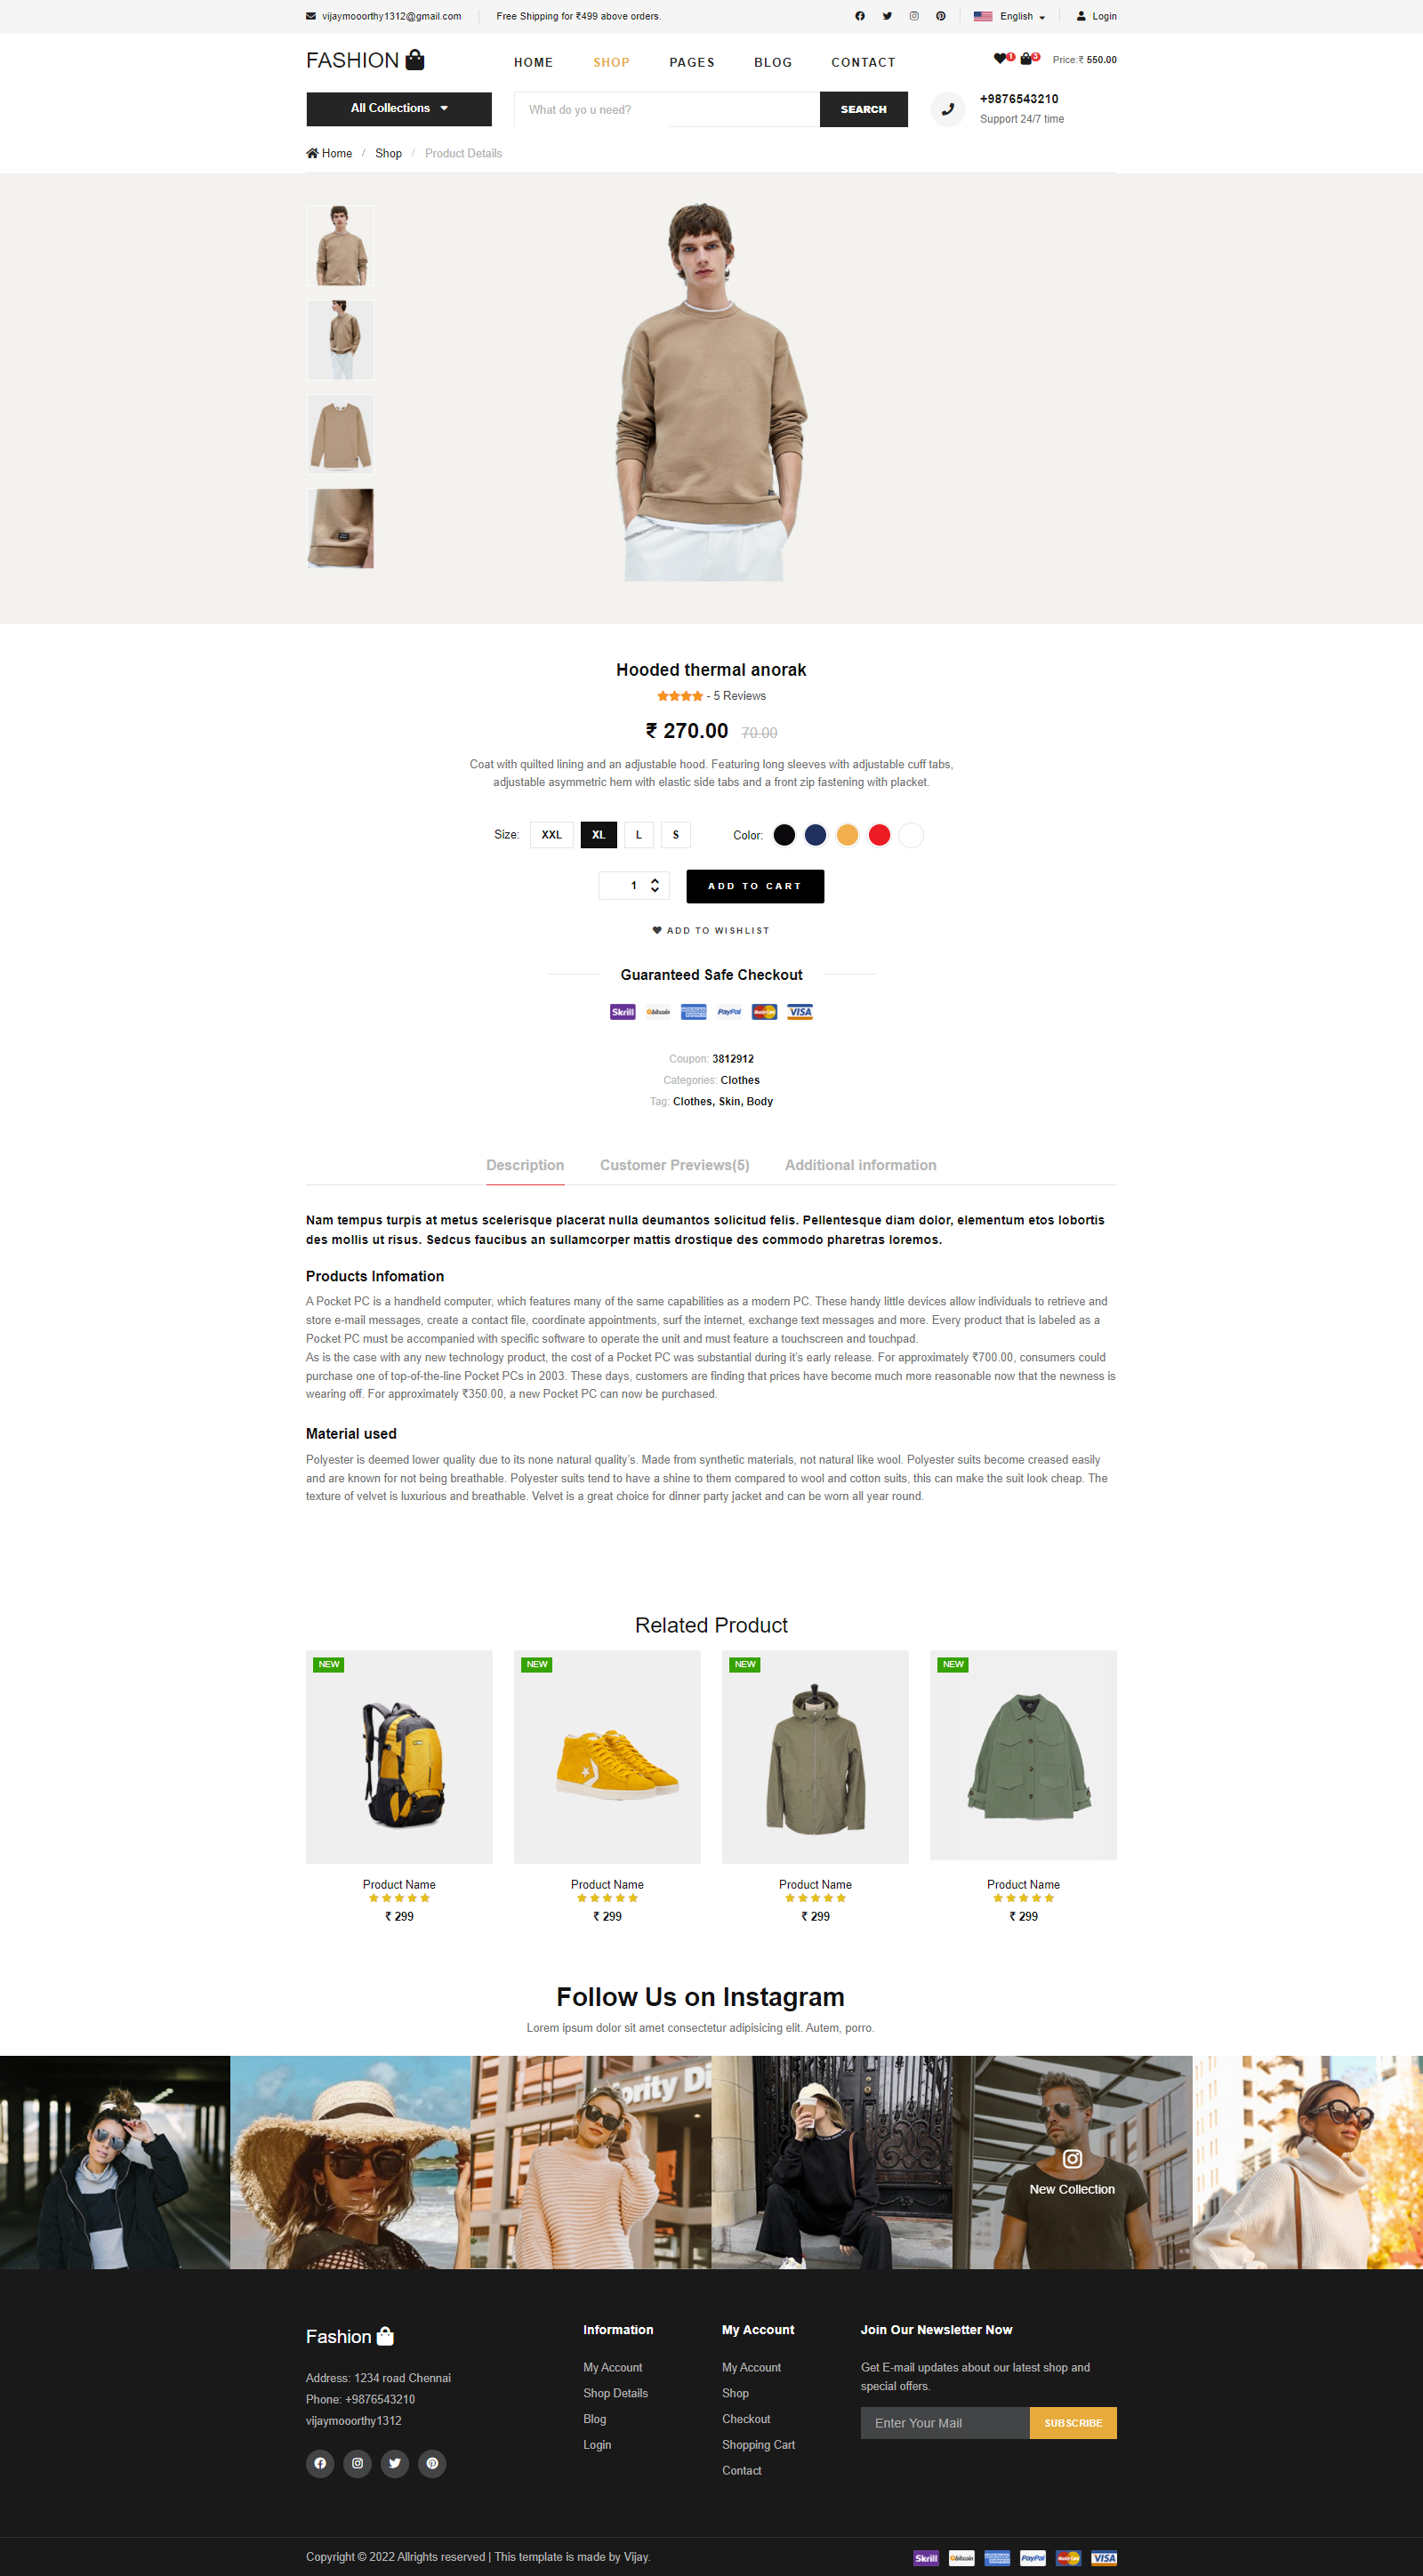 vijaymooorthy1312@gmail.com
Free Shipping for ₹499 above orders.
English
Login
FASHION
HOME
SHOP
PAGES
BLOG
CONTACT
1
3
Price:₹ 550.00
All Collections
What do yo u need?
SEARCH
+9876543210
Support 24/7 time
Home / Shop / Product Details
Hooded thermal anorak
- 5 Reviews
₹ 270.00 70.00
Coat with quilted lining and an adjustable hood. Featuring long sleeves with adjustable cuff tabs,
adjustable asymmetric hem with elastic side tabs and a front zip fastening with placket.
Size: XXL XL L S
Color:
1
ADD TO CART
ADD TO WISHLIST
Guaranteed Safe Checkout
Skrill bitcoin AMERICAN EXPRESS PayPal MasterCard VISA
Coupon: 3812912
Categories: Clothes
Tag: Clothes, Skin, Body
Description
Customer Previews(5)
Additional information
Nam tempus turpis at metus scelerisque placerat nulla deumantos solicitud felis. Pellentesque diam dolor, elementum etos lobortis
des mollis ut risus. Sedcus faucibus an sullamcorper mattis drostique des commodo pharetras loremos.
Products Infomation
A Pocket PC is a handheld computer, which features many of the same capabilities as a modern PC. These handy little devices allow individuals to retrieve and
store e-mail messages, create a contact file, coordinate appointments, surf the internet, exchange text messages and more. Every product that is labeled as a
Pocket PC must be accompanied with specific software to operate the unit and must feature a touchscreen and touchpad.
As is the case with any new technology product, the cost of a Pocket PC was substantial during it's early release. For approximately ₹700.00, consumers could
purchase one of top-of-the-line Pocket PCs in 2003. These days, customers are finding that prices have become much more reasonable now that the newness is
wearing off. For approximately ₹350.00, a new Pocket PC can now be purchased.
Material used
Polyester is deemed lower quality due to its none natural quality's. Made from synthetic materials, not natural like wool. Polyester suits become creased easily
and are known for not being breathable. Polyester suits tend to have a shine to them compared to wool and cotton suits, this can make the suit look cheap. The
texture of velvet is luxurious and breathable. Velvet is a great choice for dinner party jacket and can be worn all year round.
Related Product
NEW
NEW
NEW
NEW
Product Name
₹ 299
Product Name
₹ 299
Product Name
₹ 299
Product Name
₹ 299
Follow Us on Instagram
Lorem ipsum dolor sit amet consectetur adipisicing elit. Autem, porro.
ority Di
New Collection
Fashion
Address: 1234 road Chennai
Phone: +9876543210
vijaymooorthy1312
Information
My Account
Shop Details
Blog
Login
My Account
My Account
Shop
Checkout
Shopping Cart
Contact
Join Our Newsletter Now
Get E-mail updates about our latest shop and
special offers.
Enter Your Mail
SUBSCRIBE
Copyright © 2022 Allrights reserved | This template is made by Vijay.
Skrill bitcoin AMERICAN EXPRESS PayPal MasterCard VISA